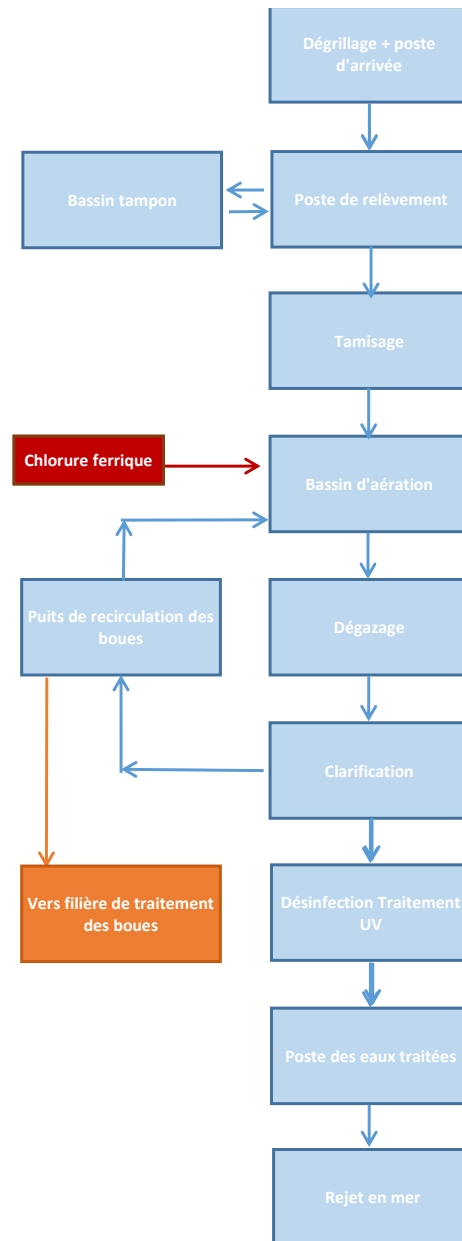 Dégrillage + poste
d'arrivée
Bassin tampon
Poste de relèvement
Tamisage
Chlorure ferrique
Bassin d'aération
Puits de recirculation des
boues
Dégazage
Clarification
Vers filière de traitement
des boues
Désinfection Traitement
UV
Poste des eaux traitées
Rejet en mer